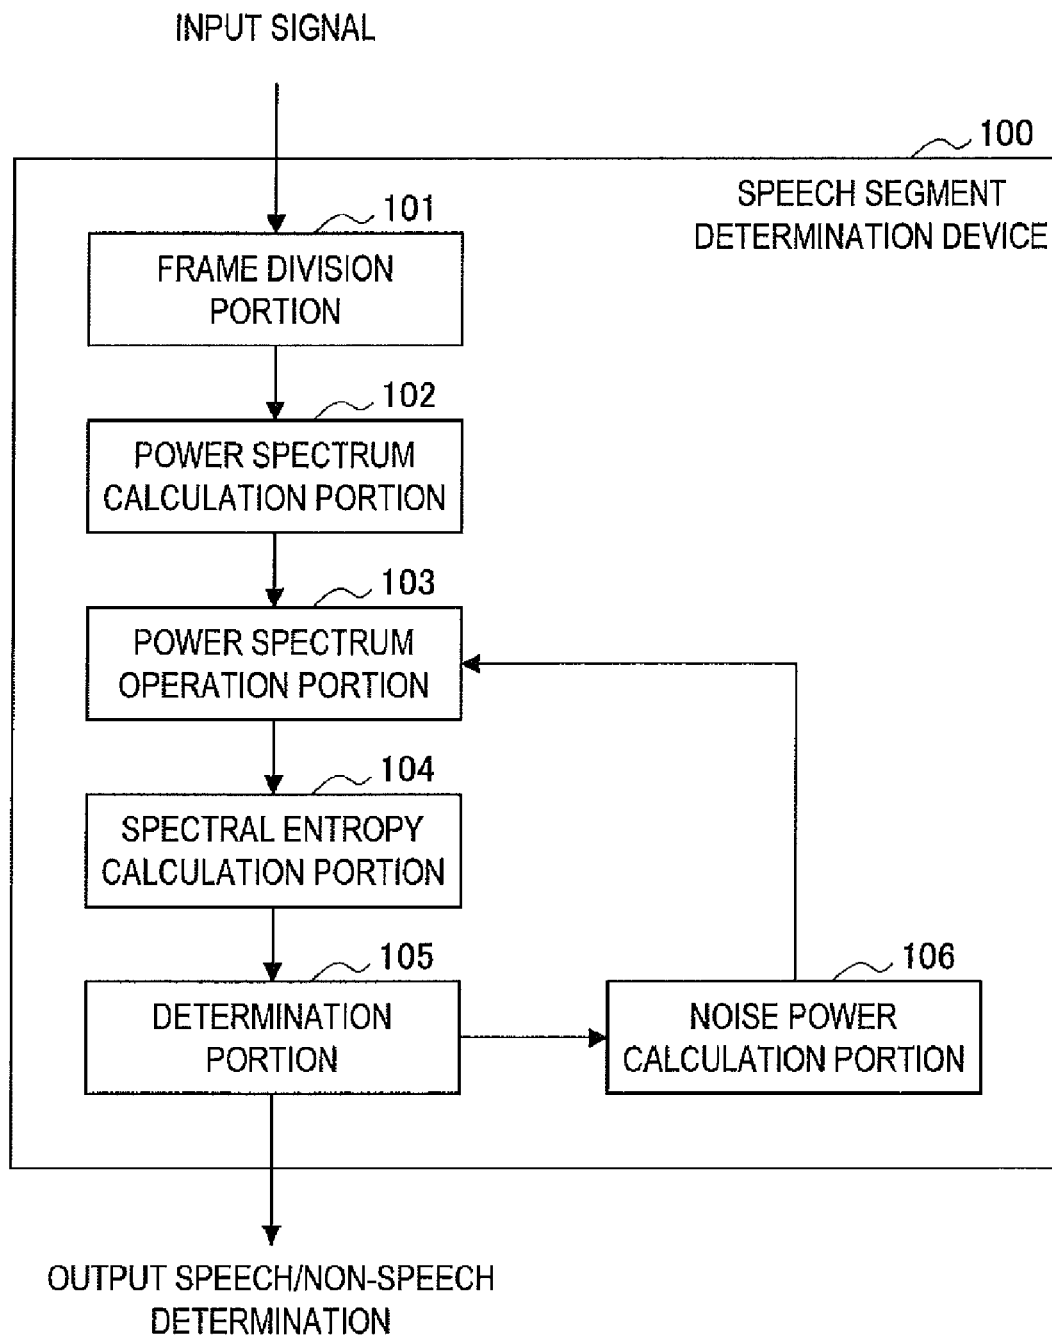 INPUT SIGNAL
100
SPEECH SEGMENT
DETERMINATION DEVICE
101
FRAME DIVISION
PORTION
102
POWER SPECTRUM
CALCULATION PORTION
103
POWER SPECTRUM
OPERATION PORTION
104
SPECTRAL ENTROPY
CALCULATION PORTION
105
DETERMINATION
PORTION
106
NOISE POWER
CALCULATION PORTION
OUTPUT SPEECH/NON-SPEECH
DETERMINATION